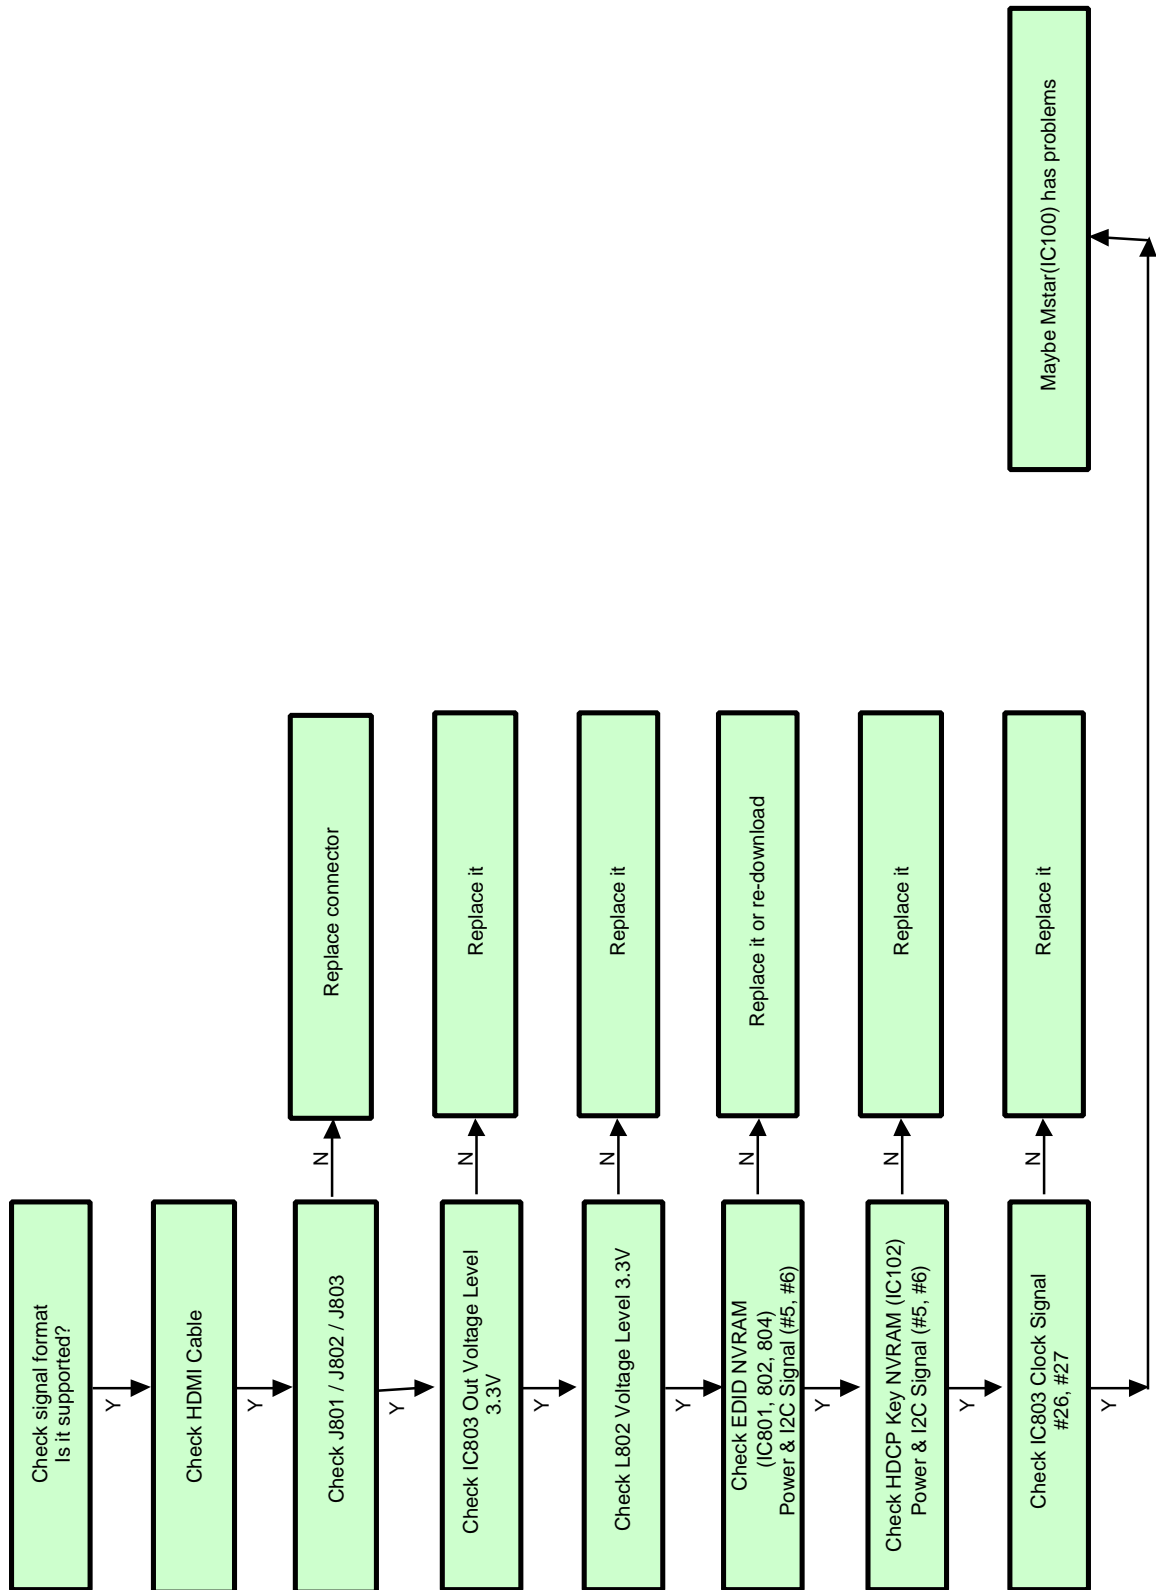 Check signal format
Is it supported?
Y
Check HDMI Cable
Y
Check J801 / J802 / J803
N
Replace connector
Y
Check IC803 Out Voltage Level
3.3V
N
Replace it
Y
Check L802 Voltage Level 3.3V
N
Replace it
Y
Check EDID NVRAM
(IC801, 802, 804)
Power & I2C Signal (#5, #6)
N
Replace it or re-download
Y
Check HDCP Key NVRAM (IC102)
Power & I2C Signal (#5, #6)
N
Replace it
Y
Check IC803 Clock Signal
#26, #27
N
Replace it
Y
Maybe Mstar(IC100) has problems